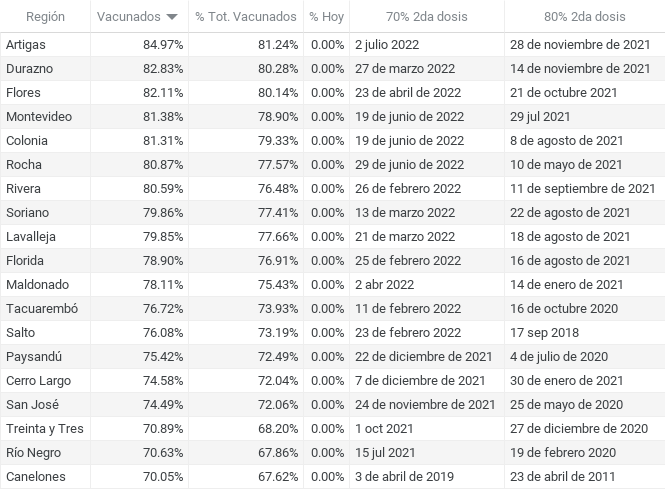 Región Vacunados % Tot. Vacunados % Hoy 70% 2da dosis 80% 2da dosis
Artigas 84.97% 81.24% 0.00% 2 julio 2022 28 de noviembre de 2021
Durazno 82.83% 80.28% 0.00% 27 de marzo 2022 14 de noviembre de 2021
Flores 82.11% 80.14% 0.00% 23 de abril de 2022 21 de octubre 2021
Montevideo 81.38% 78.90% 0.00% 19 de junio de 2022 29 jul 2021
Colonia 81.31% 79.33% 0.00% 19 de junio de 2022 8 de agosto de 2021
Rocha 80.87% 77.57% 0.00% 29 de junio de 2022 10 de mayo de 2021
Rivera 80.59% 76.48% 0.00% 26 de febrero 2022 11 de septiembre de 2021
Soriano 79.86% 77.41% 0.00% 13 de marzo 2022 22 de agosto de 2021
Lavalleja 79.85% 77.66% 0.00% 21 de marzo 2022 18 de agosto de 2021
Florida 78.90% 76.91% 0.00% 25 de febrero 2022 16 de agosto de 2021
Maldonado 78.11% 75.43% 0.00% 2 abr 2022 14 de enero de 2021
Tacuarembó 76.72% 73.93% 0.00% 11 de febrero 2022 16 de octubre 2020
Salto 76.08% 73.19% 0.00% 23 de febrero 2022 17 sep 2018
Paysandú 75.42% 72.49% 0.00% 22 de diciembre de 2021 4 de julio de 2020
Cerro Largo 74.58% 72.04% 0.00% 7 de diciembre de 2021 30 de enero de 2021
San José 74.49% 72.06% 0.00% 24 de noviembre de 2021 25 de mayo de 2020
Treinta y Tres 70.89% 68.20% 0.00% 1 oct 2021 27 de diciembre de 2020
Río Negro 70.63% 67.86% 0.00% 15 jul 2021 19 de febrero 2020
Canelones 70.05% 67.62% 0.00% 3 de abril de 2019 23 de abril de 2011